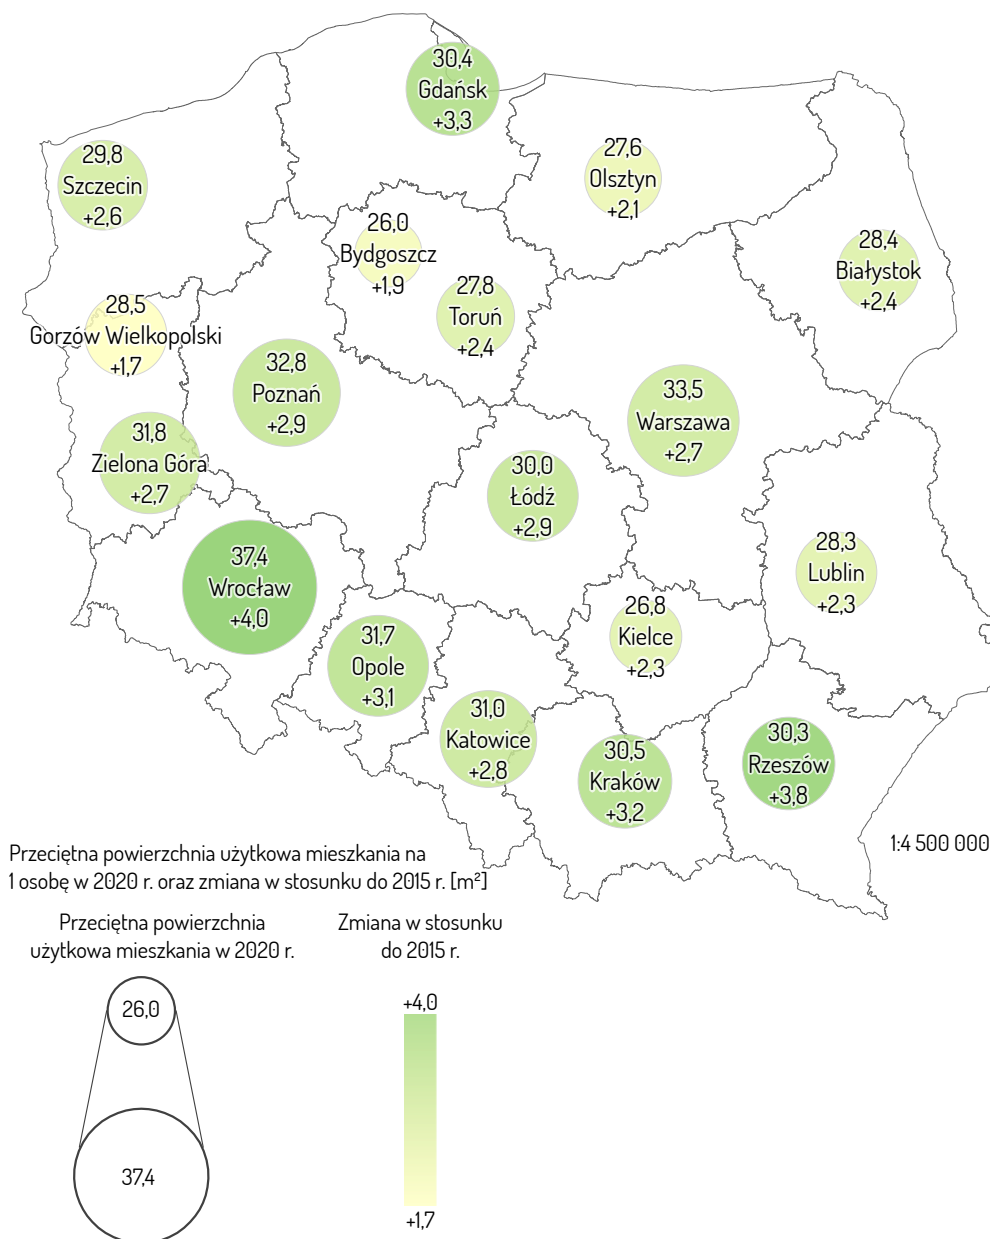 30,4
Gdańsk
+3,3
29,8
Szczecin
+2,6
27,6
Olsztyn
+2,1
26,0
Bydgoszcz
+1,9
28,4
Białystok
+2,4
27,8
Toruń
+2,4
28,5
Gorzów Wielkopolski
+1,7
32,8
Poznań
+2,9
33,5
Warszawa
+2,7
31,8
Zielona Góra
+2,7
30,0
Łódź
+2,9
37,4
Wrocław
+4,0
28,3
Lublin
+2,3
26,8
Kielce
+2,3
31,7
Opole
+3,1
31,0
Katowice
+2,8
30,5
Kraków
+3,2
30,3
Rzeszów
+3,8
1:4 500 000
Przeciętna powierzchnia użytkowa mieszkania na
1 osobę w 2020 r. oraz zmiana w stosunku do 2015 r. [m²]
Przeciętna powierzchnia
użytkowa mieszkania w 2020 r.
26,0
37,4
Zmiana w stosunku
do 2015 r.
+4,0
+1,7